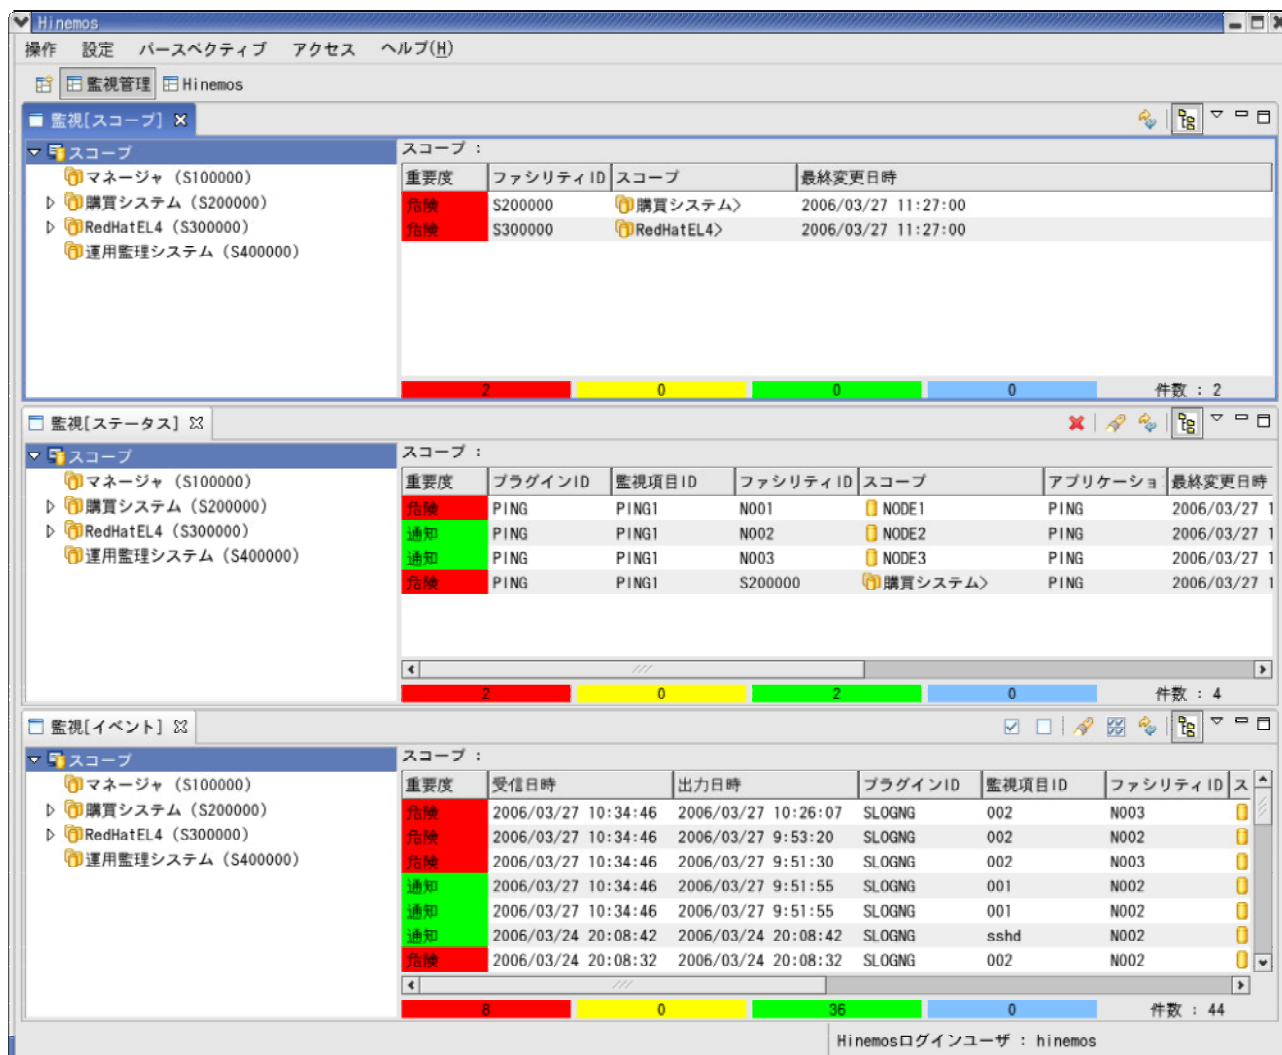 Hinemos
操作 設定 パースペクティブ アクセス ヘルプ(H)
監視管理 Hinemos
監視[スコープ]
スコープ
マネージャ (S100000)
購買システム (S200000)
RedHatEL4 (S300000)
運用監理システム (S400000)
スコープ :
重要度 ファシリティID スコープ 最終変更日時
危険 S200000 購買システム> 2006/03/27 11:27:00
危険 S300000 RedHatEL4> 2006/03/27 11:27:00
2 0 0 0 件数 : 2
監視[ステータス]
スコープ
マネージャ (S100000)
購買システム (S200000)
RedHatEL4 (S300000)
運用監理システム (S400000)
スコープ :
重要度 プラグインID 監視項目ID ファシリティID スコープ アプリケーショ 最終変更日時
危険 PING PING1 N001 NODE1 PING 2006/03/27 1
通知 PING PING1 N002 NODE2 PING 2006/03/27 1
通知 PING PING1 N003 NODE3 PING 2006/03/27 1
危険 PING PING1 S200000 購買システム> PING 2006/03/27 1
2 0 2 0 件数 : 4
監視[イベント]
スコープ
マネージャ (S100000)
購買システム (S200000)
RedHatEL4 (S300000)
運用監理システム (S400000)
スコープ :
重要度 受信日時 出力日時 プラグインID 監視項目ID ファシリティID ス
危険 2006/03/27 10:34:46 2006/03/27 10:26:07 SLOGNG 002 N003
危険 2006/03/27 10:34:46 2006/03/27 9:53:20 SLOGNG 002 N002
危険 2006/03/27 10:34:46 2006/03/27 9:51:30 SLOGNG 002 N003
通知 2006/03/27 10:34:46 2006/03/27 9:51:55 SLOGNG 001 N002
通知 2006/03/27 10:34:46 2006/03/27 9:51:55 SLOGNG 001 N002
通知 2006/03/24 20:08:42 2006/03/24 20:08:42 SLOGNG sshd N002
危険 2006/03/24 20:08:32 2006/03/24 20:08:32 SLOGNG 002 N002
8 0 36 0 件数 : 44
Hinemosログインユーザ : hinemos